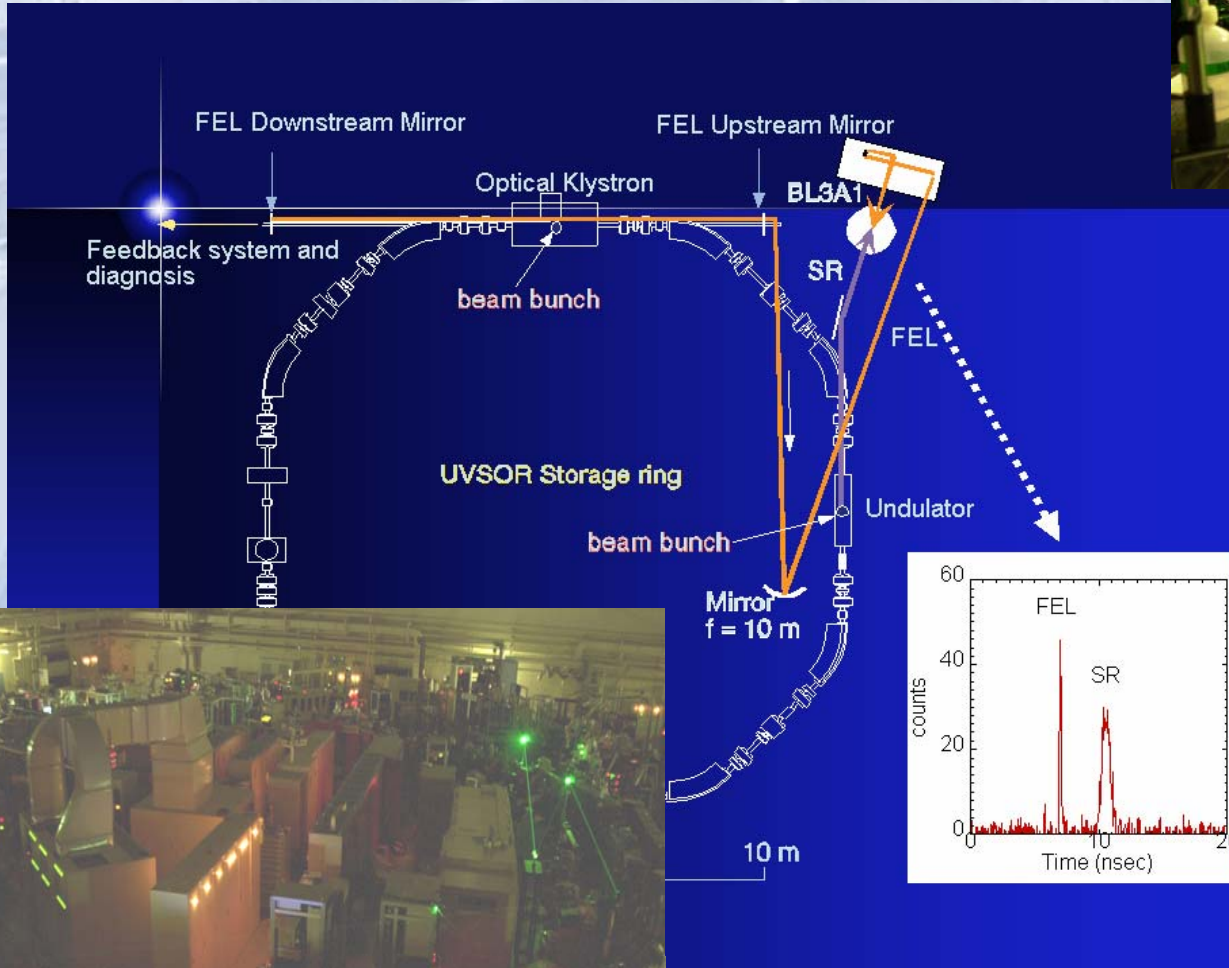 FEL Downstream Mirror
FEL Upstream Mirror
Optical Klystron
BL3A1
Feedback system and
diagnosis
beam bunch
SR
FEL
UVSOR Storage ring
Undulator
beam bunch
Mirror
f = 10 m
10 m
60
FEL
40
SR
counts
20
0
0
10
2
Time (nsec)